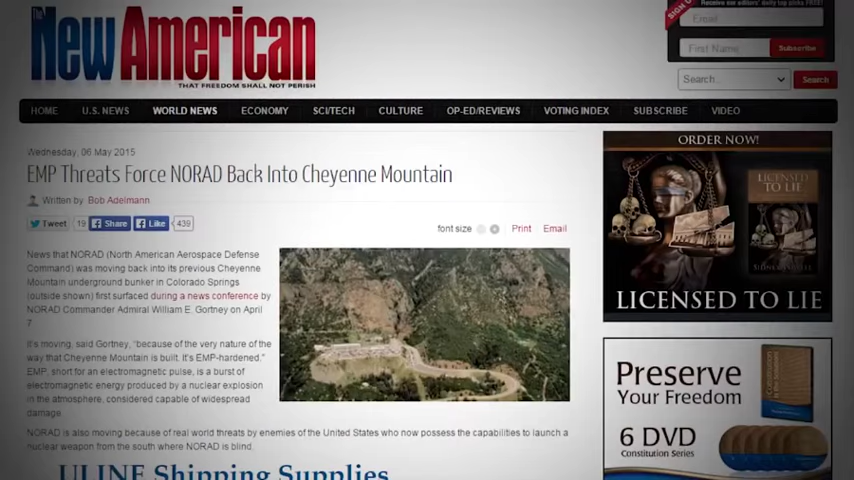 The New American
THAT FREEDOM SHALL NOT PERISH
SIGN UP
Receive our editors' daily top picks FREE!
Email
First Name
Subscribe
Search...
Search
HOME
U.S. NEWS
WORLD NEWS
ECONOMY
SCI/TECH
CULTURE
OP-ED/REVIEWS
VOTING INDEX
SUBSCRIBE
VIDEO
Wednesday, 06 May 2015
EMP Threats Force NORAD Back Into Cheyenne Mountain
Written by Bob Adelmann
Tweet 19
Share
Like 439
font size
Print
Email
News that NORAD (North American Aerospace Defense
Command) was moving back into its previous Cheyenne
Mountain underground bunker in Colorado Springs
(outside shown) first surfaced during a news conference by
NORAD Commander Admiral William E. Gortney on April
7.
It's moving, said Gortney, "because of the very nature of the
way that Cheyenne Mountain is built. It's EMP-hardened."
EMP, short for an electromagnetic pulse, is a burst of
electromagnetic energy produced by a nuclear explosion
in the atmosphere, considered capable of widespread
damage.
NORAD is also moving because of real world threats by enemies of the United States who now possess the capabilities to launch a
nuclear weapon from the south where NORAD is blind.
ULINE Shipping Supplies
ORDER NOW!
LICENSED
TO LIE
LICENSED TO LIE
Preserve
Your Freedom
6 DVD
Constitution Series